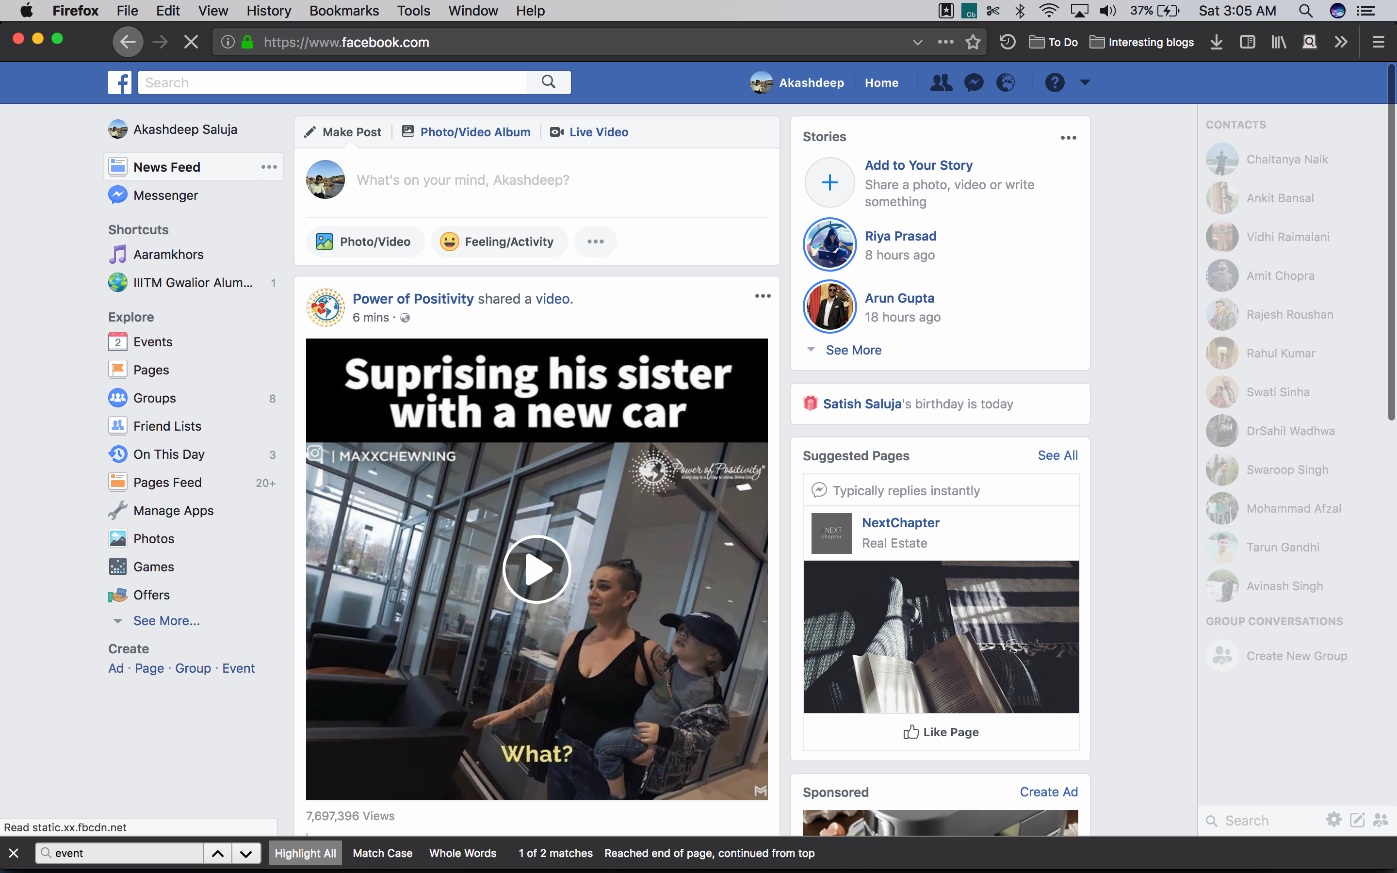 Firefox File Edit View History Bookmarks Tools Window Help
37% Sat 3:05 AM
https://www.facebook.com
To Do Interesting blogs
Search
Akashdeep Home
Akashdeep Saluja
News Feed
Messenger
Shortcuts
Aaramkhors
IIITM Gwalior Alum... 1
Explore
2 Events
Pages
Groups 8
Friend Lists
On This Day 3
Pages Feed 20+
Manage Apps
Photos
Games
Offers
See More...
Create
Ad · Page · Group · Event
Make Post Photo/Video Album Live Video
What's on your mind, Akashdeep?
Photo/Video Feeling/Activity
Power of Positivity shared a video.
6 mins ·
Suprising his sister
with a new car
| MAXXCHEWNING
Power of Positivity
What?
7,697,396 Views
Stories
Add to Your Story
Share a photo, video or write
something
Riya Prasad
8 hours ago
Arun Gupta
18 hours ago
See More
Satish Saluja's birthday is today
Suggested Pages See All
Typically replies instantly
NEXT
chapter
NextChapter
Real Estate
Like Page
Sponsored Create Ad
CONTACTS
Chaitanya Naik
Ankit Bansal
Vidhi Raimalani
Amit Chopra
Rajesh Roushan
Rahul Kumar
Swati Sinha
DrSahil Wadhwa
Swaroop Singh
Mohammad Afzal
Tarun Gandhi
Avinash Singh
GROUP CONVERSATIONS
Create New Group
Search
Read static.xx.fbcdn.net
event Highlight All Match Case Whole Words 1 of 2 matches Reached end of page, continued from top